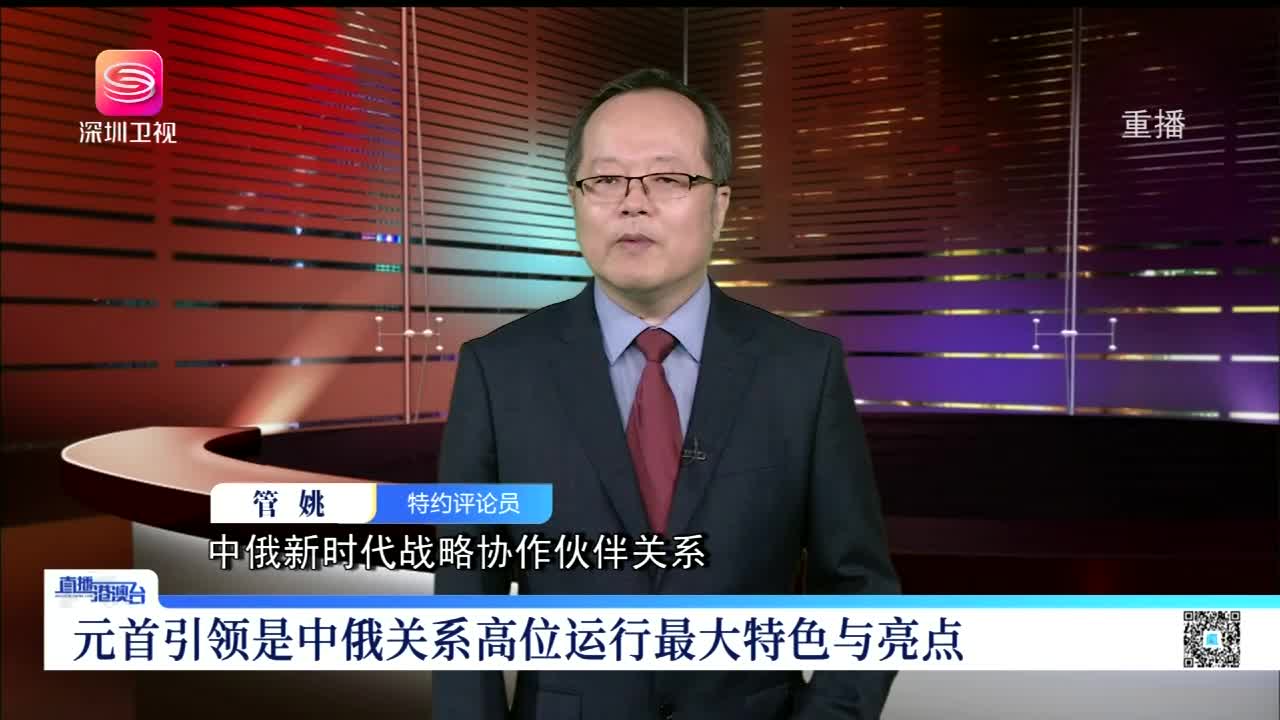 深圳卫视
重播
管姚
特约评论员
中俄新时代战略协作伙伴关系
直播港澳台
元首引领是中俄关系高位运行最大特色与亮点